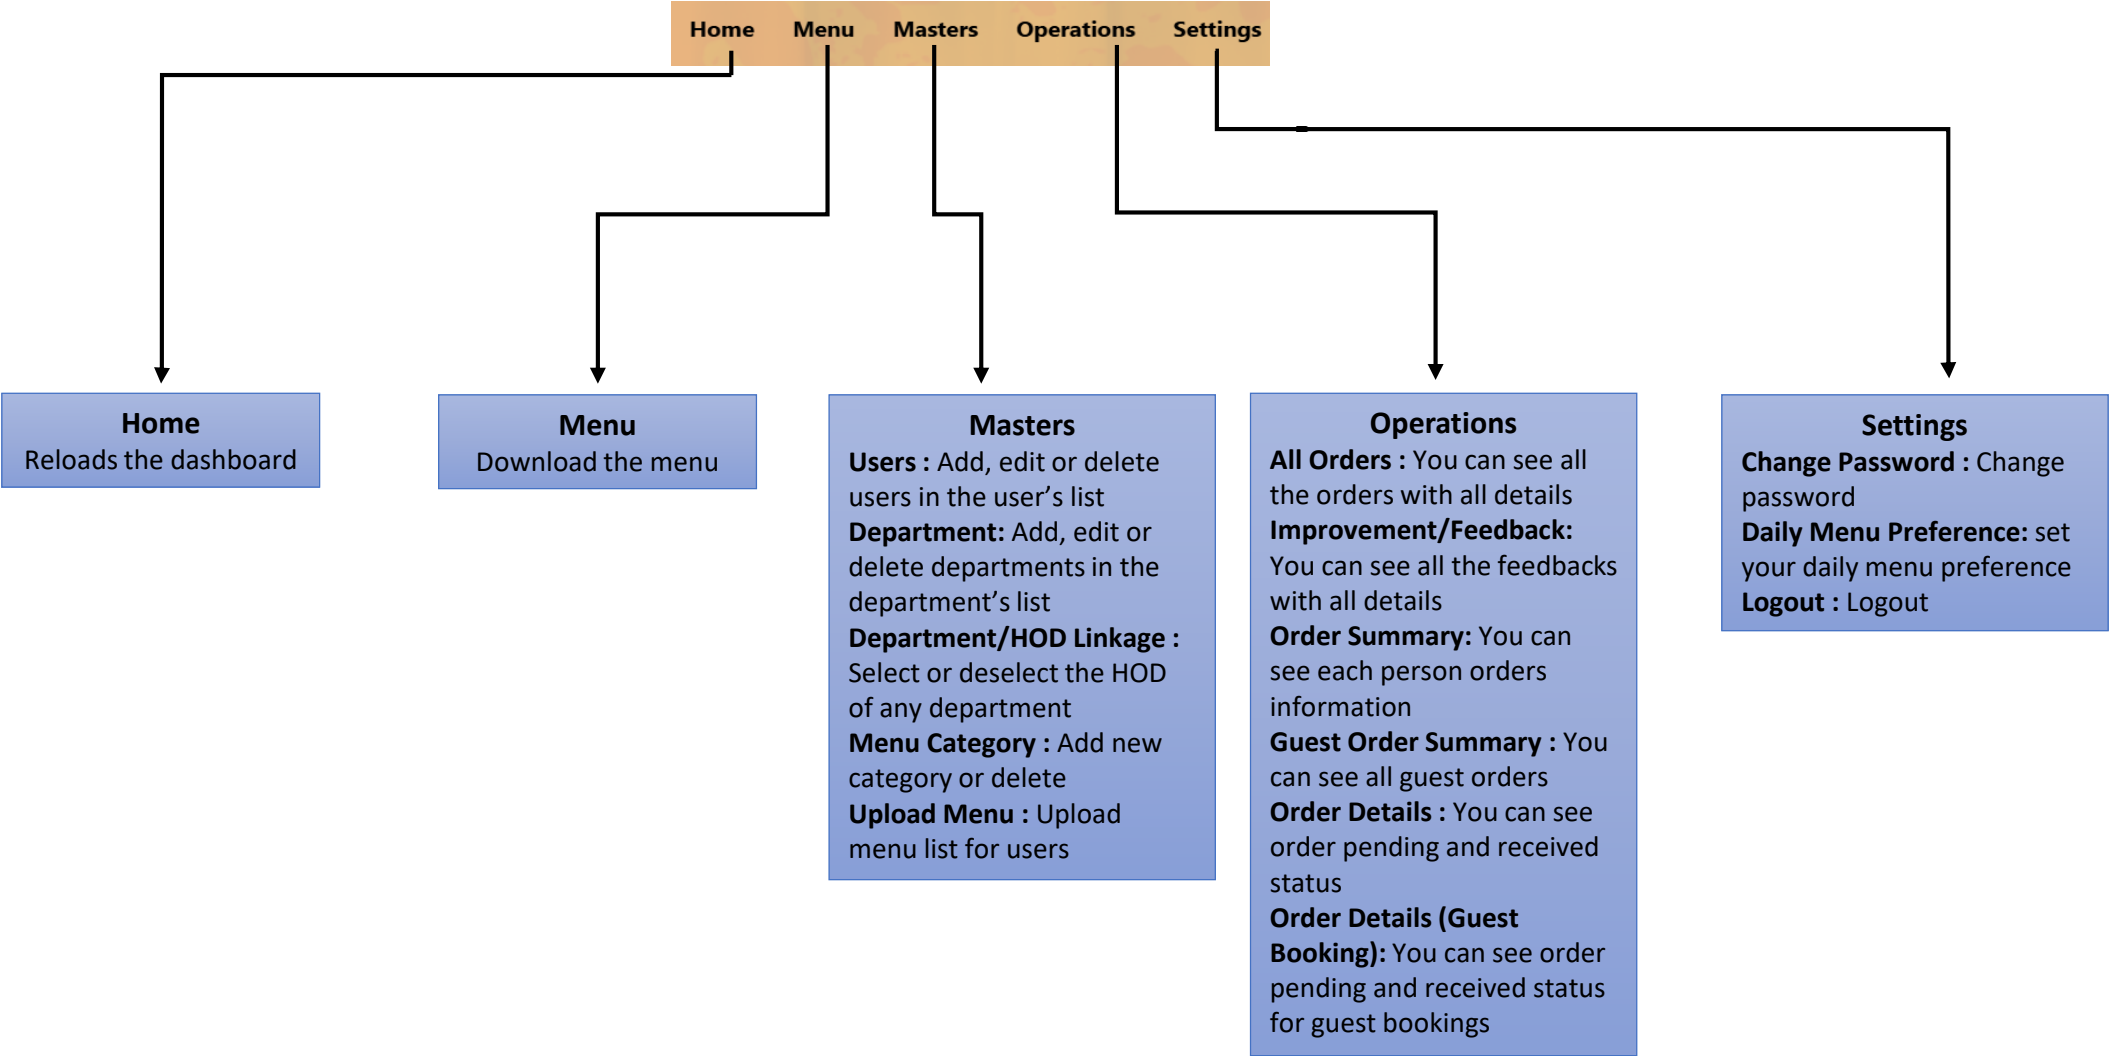 Home Menu Masters Operations Settings
Home
Reloads the dashboard
Menu
Download the menu
Masters
Users : Add, edit or delete
users in the user’s list
Department: Add, edit or
delete departments in the
department’s list
Department/HOD Linkage :
Select or deselect the HOD
of any department
Menu Category : Add new
category or delete
Upload Menu : Upload
menu list for users
Operations
All Orders : You can see all
the orders with all details
Improvement/Feedback:
You can see all the feedbacks
with all details
Order Summary: You can
see each person orders
information
Guest Order Summary : You
can see all guest orders
Order Details : You can see
order pending and received
status
Order Details (Guest
Booking): You can see order
pending and received status
for guest bookings
Settings
Change Password : Change
password
Daily Menu Preference: set
your daily menu preference
Logout : Logout